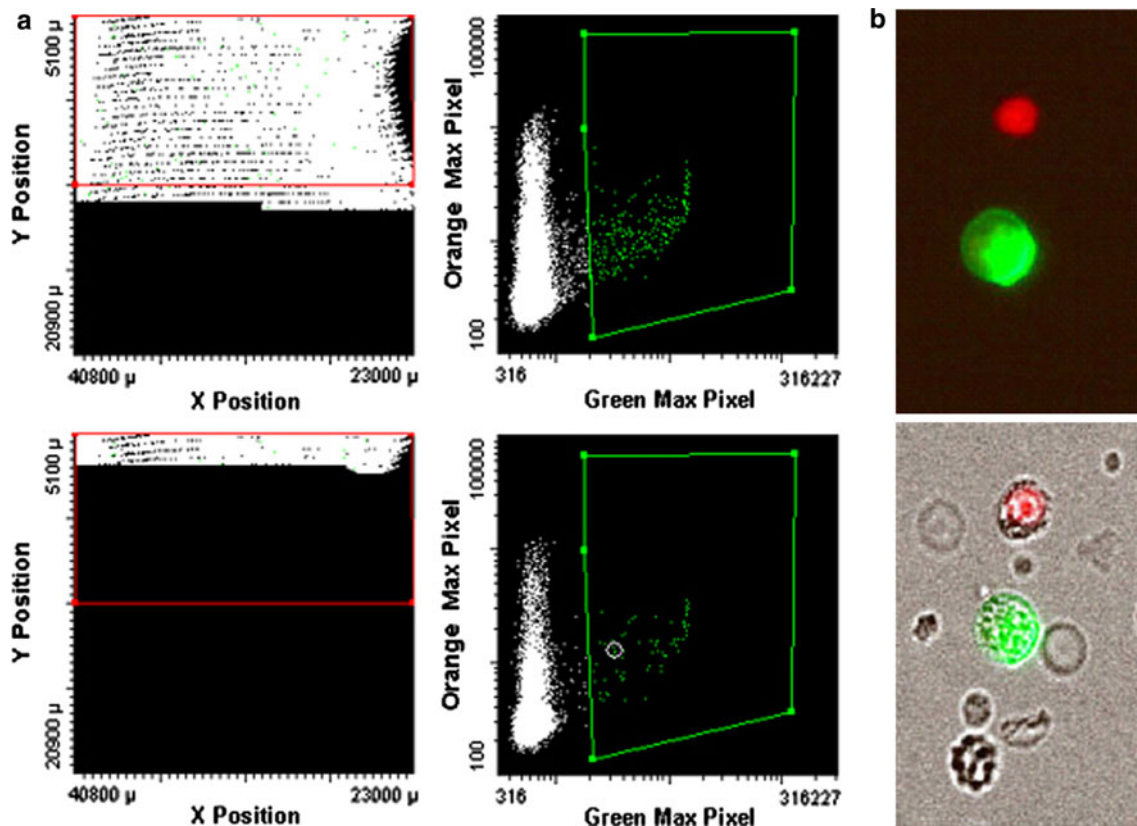 a
b
5100 µ
Y Position
20900 µ
40800 µ
23000 µ
X Position
100000
Orange Max Pixel
100
316
316227
Green Max Pixel
5100 µ
Y Position
20900 µ
40800 µ
23000 µ
X Position
100000
Orange Max Pixel
100
316
316227
Green Max Pixel